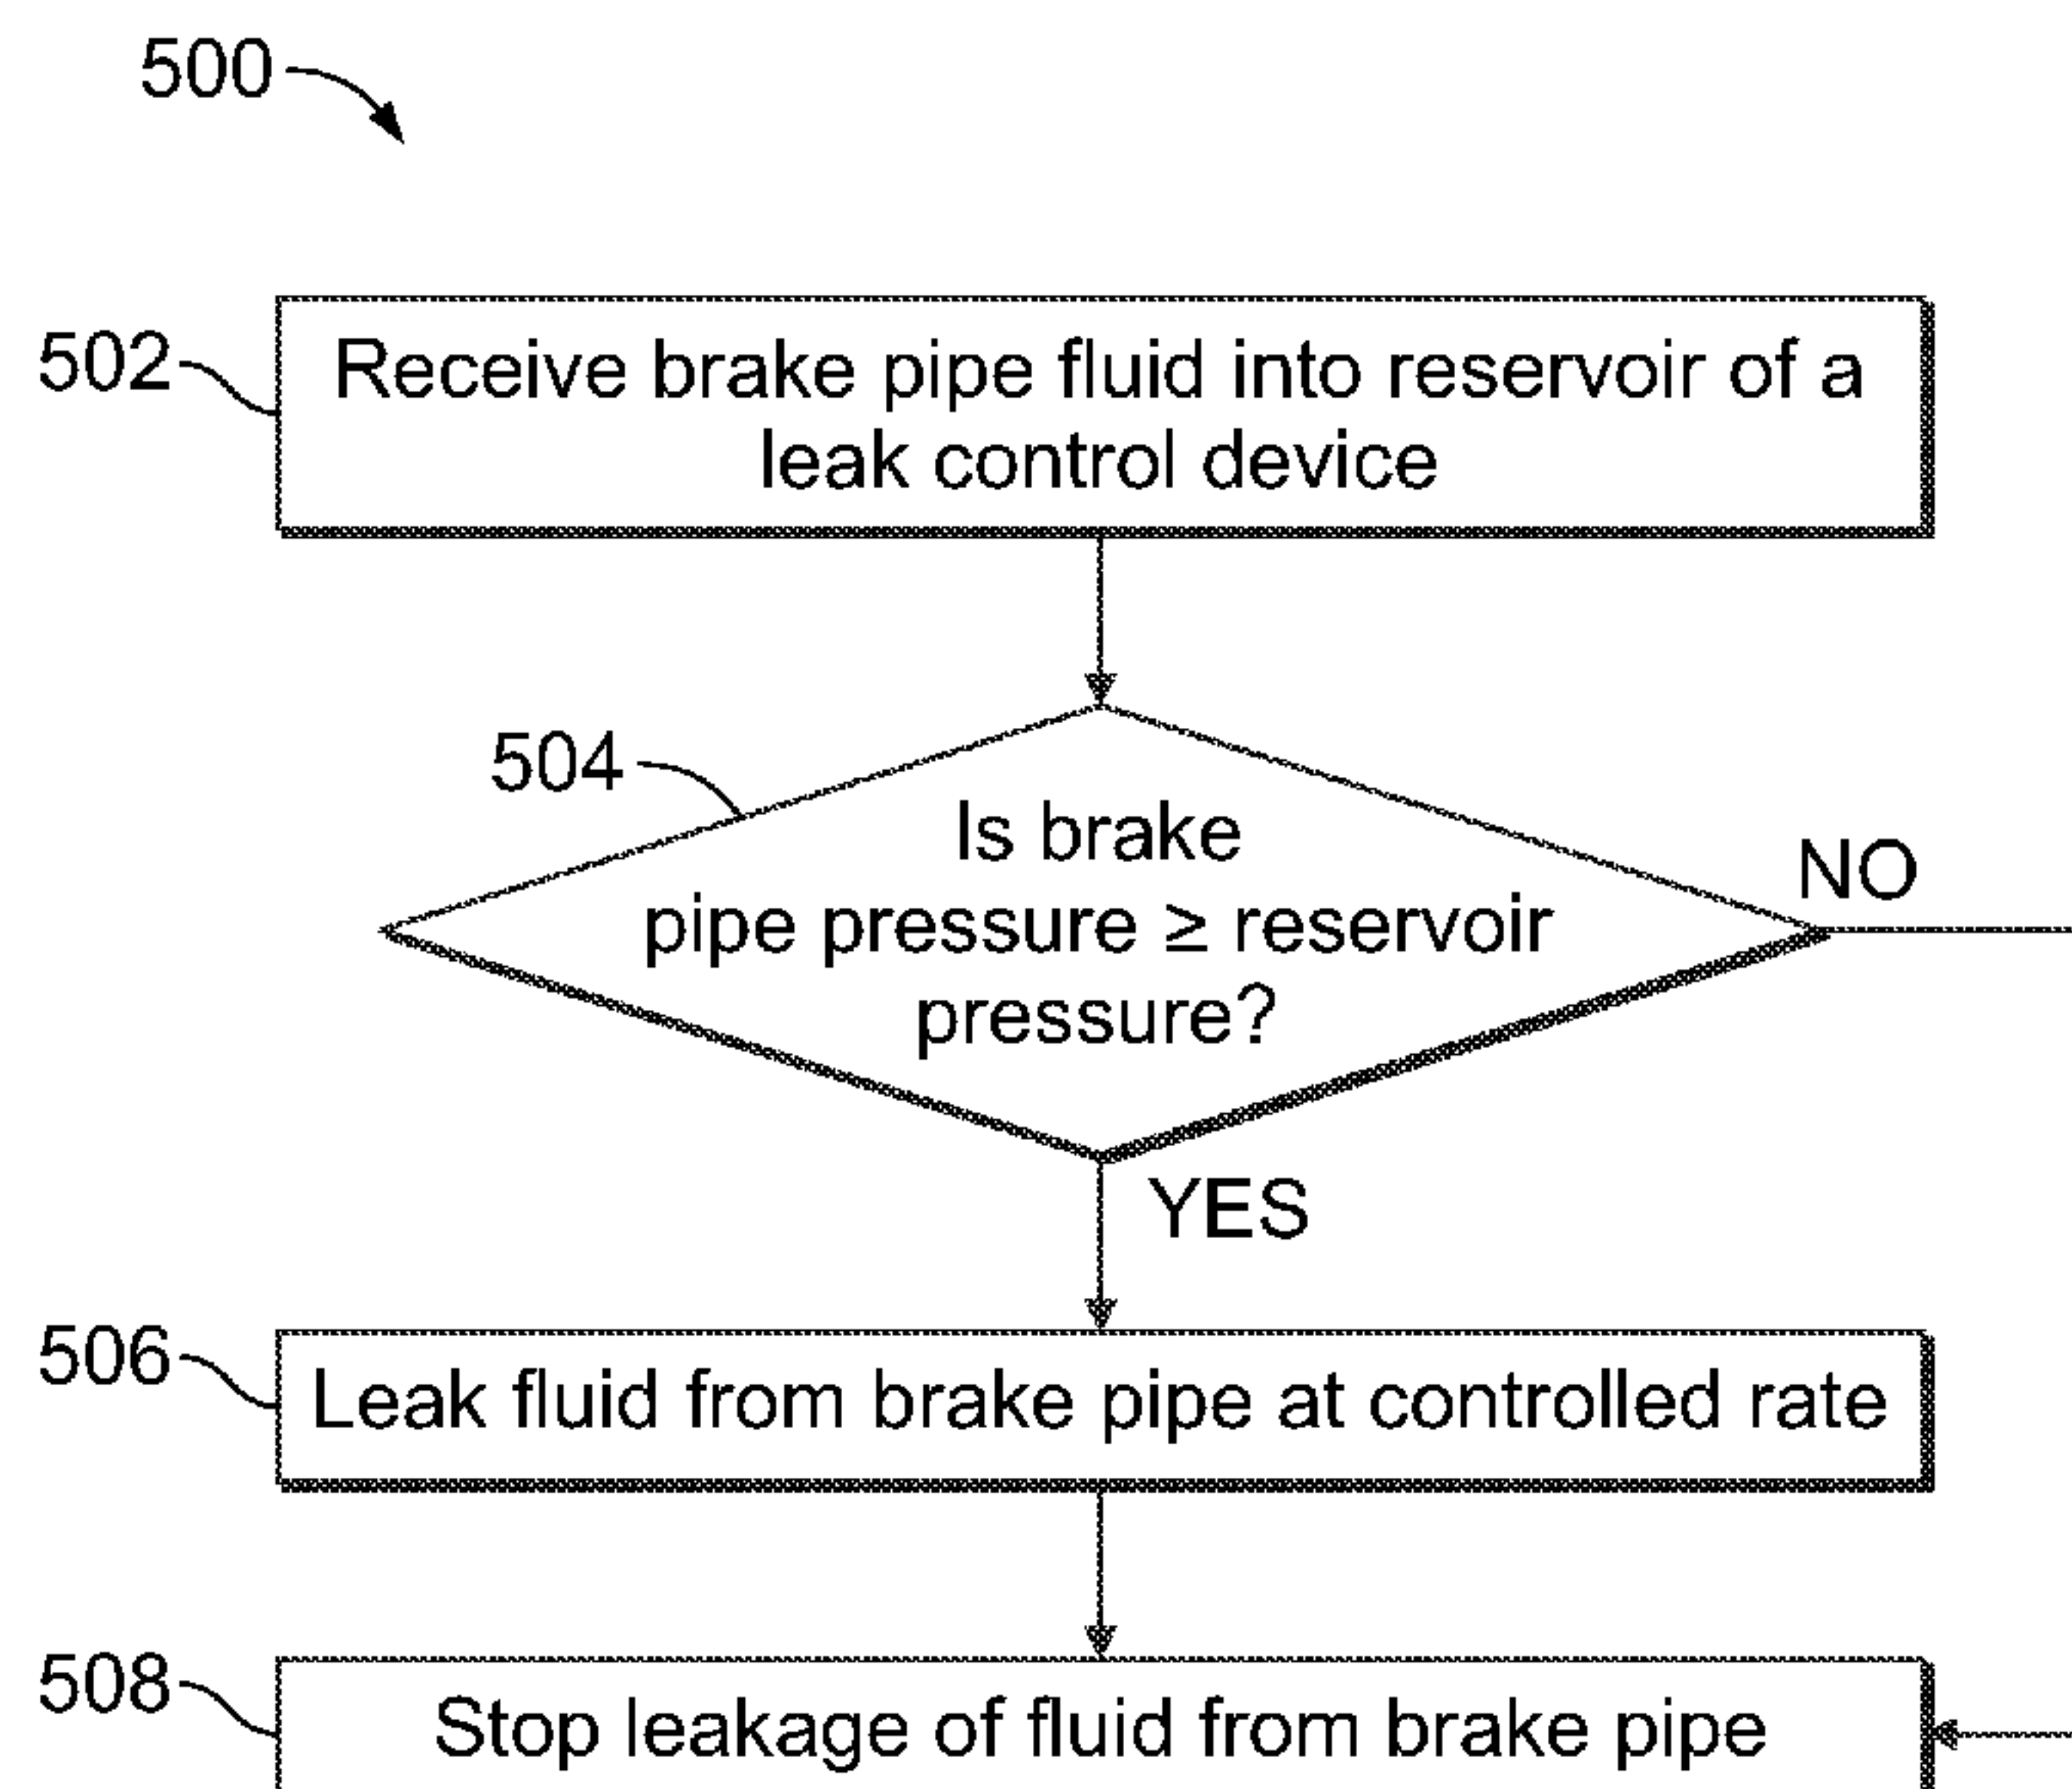 500
502
Receive brake pipe fluid into reservoir of a
leak control device
504
Is brake
pipe pressure ≥ reservoir
pressure?
NO
YES
506
Leak fluid from brake pipe at controlled rate
508
Stop leakage of fluid from brake pipe